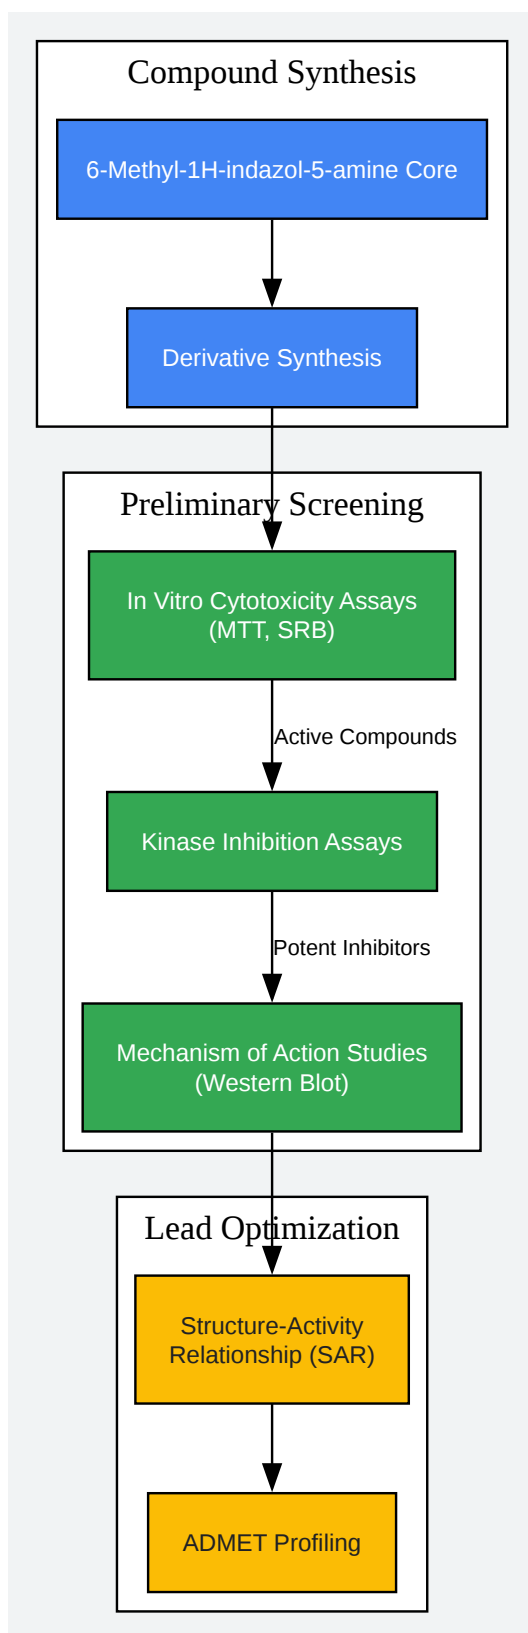 Compound Synthesis
6-Methyl-1H-indazol-5-amine Core
Derivative Synthesis
Preliminary Screening
In Vitro Cytotoxicity Assays
(MTT, SRB)
Active Compounds
Kinase Inhibition Assays
Potent Inhibitors
Mechanism of Action Studies
(Western Blot)
Lead Optimization
Structure-Activity
Relationship (SAR)
ADMET Profiling